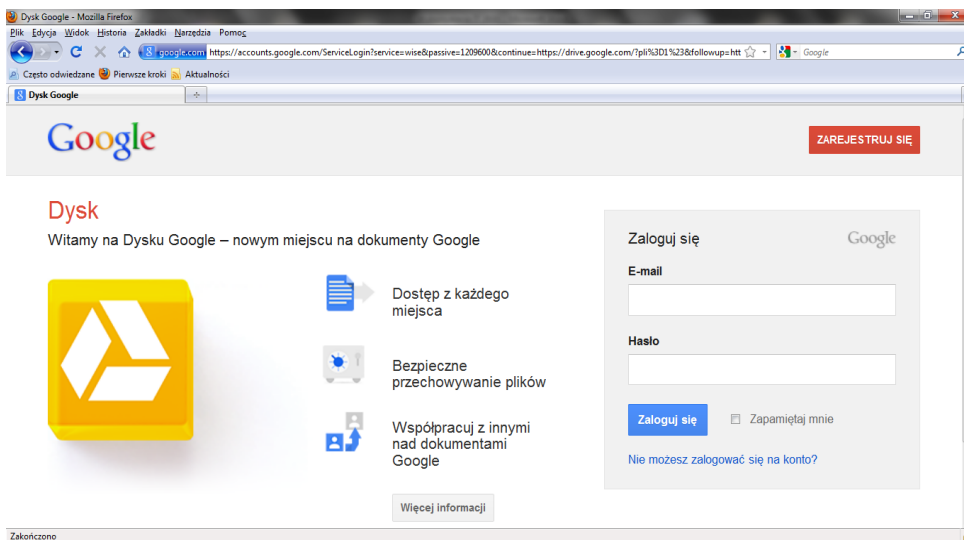 Dysk Google - Mozilla Firefox
Plik Edycja Widok Historia Zakładki Narzędzia Pomoc
google.com https://accounts.google.com/ServiceLogin?service=wise&passive=1209600&continue=https://drive.google.com/?pli%3D1%23&followup=htt Google
Często odwiedzane Pierwsze kroki Aktualności
Dysk Google
Google
ZAREJESTRUJ SIĘ
Dysk
Witamy na Dysku Google – nowym miejscu na dokumenty Google
Dostęp z każdego
miejsca
Bezpieczne
przechowywanie plików
Współpracuj z innymi
nad dokumentami
Google
Więcej informacji
Zaloguj się Google
E-mail
Hasło
Zaloguj się Zapamiętaj mnie
Nie możesz zalogować się na konto?
Zakończono